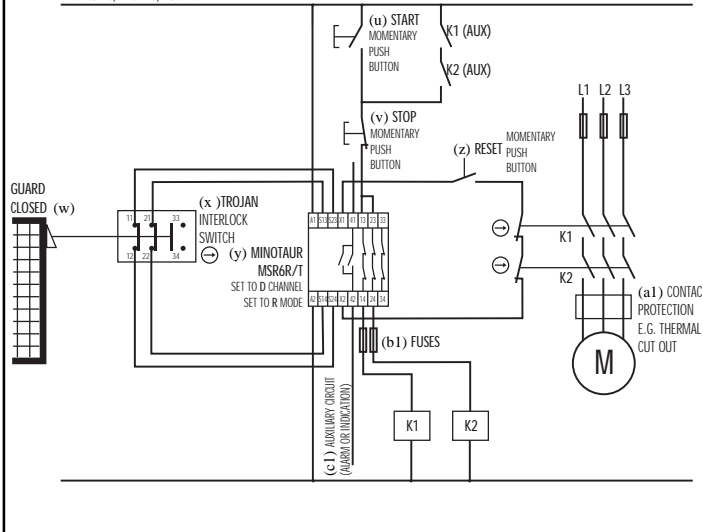 (u) START
MOMENTARY
PUSH
BUTTON
K1 (AUX)
K2 (AUX)
L1 L2 L3
(v) STOP
MOMENTARY
PUSH
BUTTON
(z) RESET
MOMENTARY
PUSH
BUTTON
GUARD
CLOSED (w)
(x )TROJAN
INTERLOCK
SWITCH
11 21 33
12 22 34
(y) MINOTAUR
MSR6R/T
SET TO D CHANNEL
SET TO R MODE
A1 S13 S23 X1 41 13 23 33
A2 S14 S24 X2 42 14 24 34
K1
K2
(a1) CONTAC
PROTECTION
E.G. THERMAL
CUT OUT
M
(b1) FUSES
(c1) AUXILIARY CIRCUIT
(ALARM OR INDICATION)
K1
K2